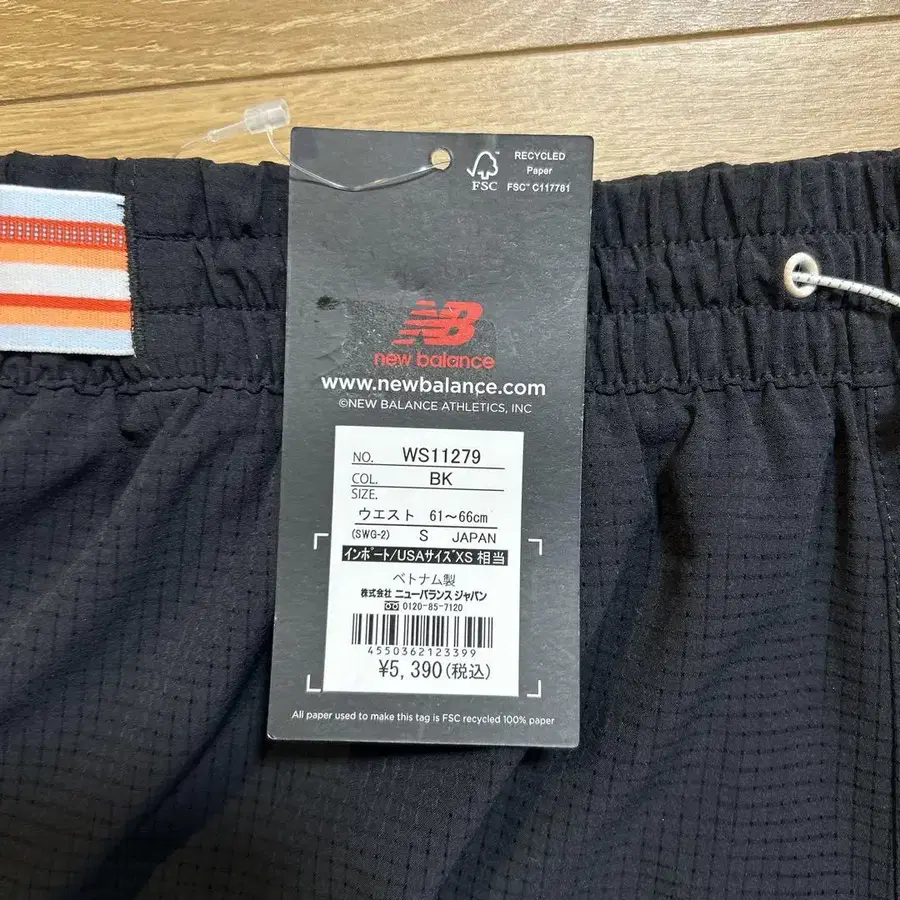 FSC
RECYCLED
Paper
FSC™ C117781
NB
new balance
www.newbalance.com
©NEW BALANCE ATHLETICS, INC
NO. WS11279
COL. BK
SIZE.
ウエスト 61~66cm
(SWG-2) S JAPAN
インポート/USAサイズXS 相当
ベトナム製
株式会社 ニューバランス ジャパン
0120-85-7120
4550362123399
¥5,390(税込)
All paper used to make this tag is FSC recycled 100% paper